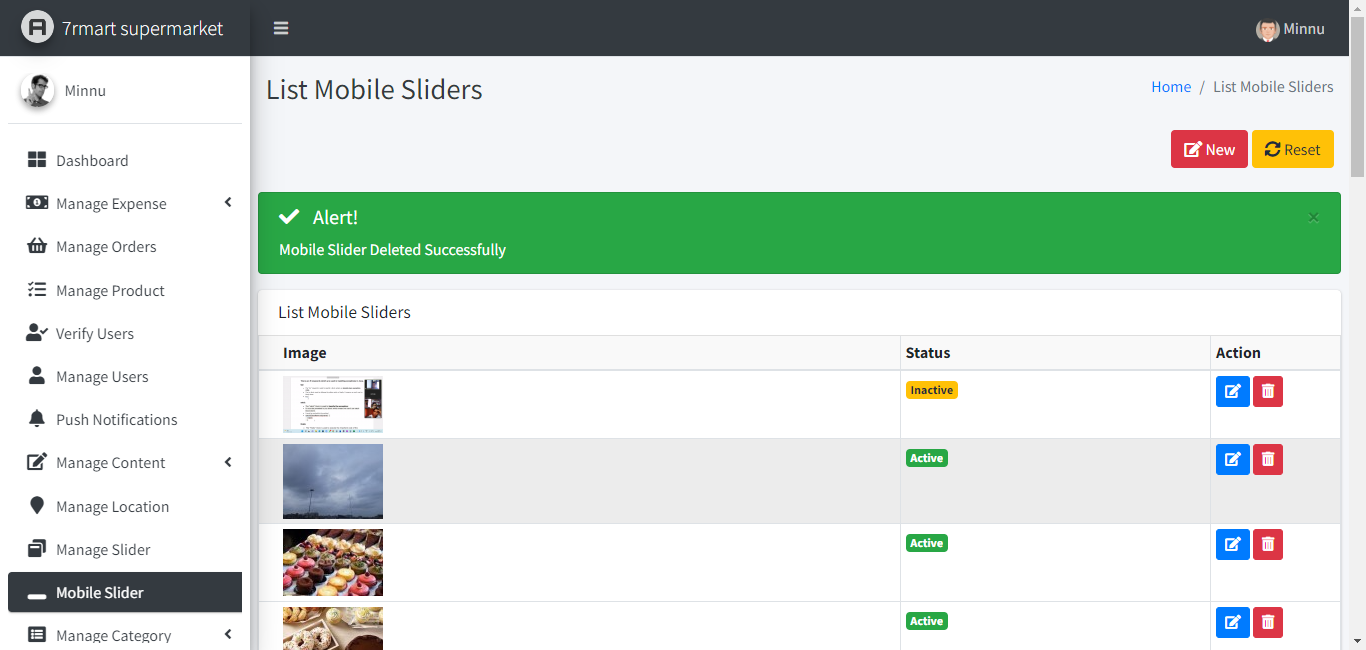 7rmart supermarket
Minnu
Minnu
List Mobile Sliders
Home / List Mobile Sliders
New
Reset
Dashboard
Manage Expense
Manage Orders
Manage Product
Verify Users
Manage Users
Push Notifications
Manage Content
Manage Location
Manage Slider
Mobile Slider
Manage Category
Alert!
×
Mobile Slider Deleted Successfully
List Mobile Sliders
Image Status Action
Inactive
Active
Active
Active